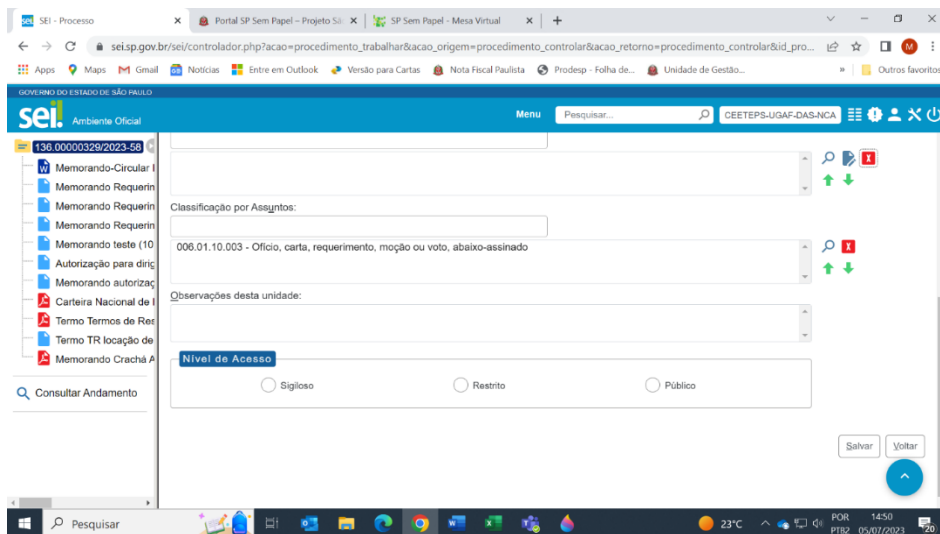 SEI - Processo
Portal SP Sem Papel – Projeto Sã
SP Sem Papel - Mesa Virtual
sei.sp.gov.br/sei/controlador.php?acao=procedimento_trabalhar&acao_origem=procedimento_controlar&acao_retorno=procedimento_controlar&id_pro...
M
Apps Maps Gmail Notícias Entre em Outlook Versão para Cartas Nota Fiscal Paulista Prodesp - Folha de... Unidade de Gestão... » Outros favoritos
GOVERNO DO ESTADO DE SÃO PAULO
sei! Ambiente Oficial
Menu Pesquisar... CEETEPS-UGAF-DAS-NCA
136.00000329/2023-58
Memorando-Circular
Memorando Requerin
Memorando Requerin
Memorando Requerin
Memorando teste (10
Autorização para dirig
Memorando autorizaç
Carteira Nacional de
Termo Termos de Res
Termo TR locação de
Memorando Crachá A
Consultar Andamento
Classificação por Assuntos:
006.01.10.003 - Ofício, carta, requerimento, moção ou voto, abaixo-assinado
Observações desta unidade:
Nível de Acesso
Sigiloso Restrito Público
Salvar Voltar
Pesquisar
23°C
POR
PTB2
14:50
05/07/2023
20